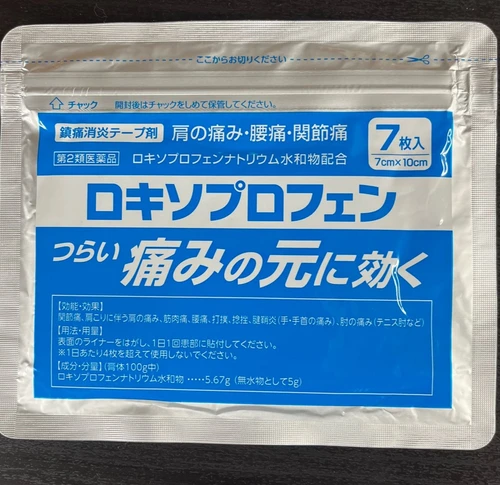 ここからお切りください
チャック 開封後はチャックをしめて保管してください。
鎮痛消炎テープ剤 肩の痛み・腰痛・関節痛
7枚入
7cm×10cm
第2類医薬品 ロキソプロフェンナトリウム水和物配合
ロキソプロフェン
つらい 痛みの元に効く
【効能・効果】
関節痛、肩こりに伴う肩の痛み、筋肉痛、腰痛、打撲、捻挫、腱鞘炎(手・手首の痛み)、肘の痛み(テニス肘など)
【用法・用量】
表面のライナーをはがし、1日1回患部に貼付してください。
※1日あたり4枚を超えて使用しないでください。
【成分・分量】(膏体100g中)
ロキソプロフェンナトリウム水和物 ‥‥‥5.67g (無水物として5g)